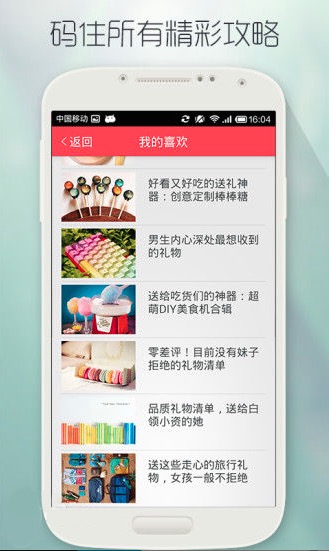 码住所有精彩攻略
中国移动
16:04
返回
我的喜欢
好看又好吃的送礼神
器：创意定制棒棒糖
男生内心深处最想收到
的礼物
送给吃货们的神器：超
萌DIY美食机合辑
零差评！目前没有妹子
拒绝的礼物清单
品质礼物清单，送给白
领小资的她
送这些走心的旅行礼
物，女孩一般不拒绝